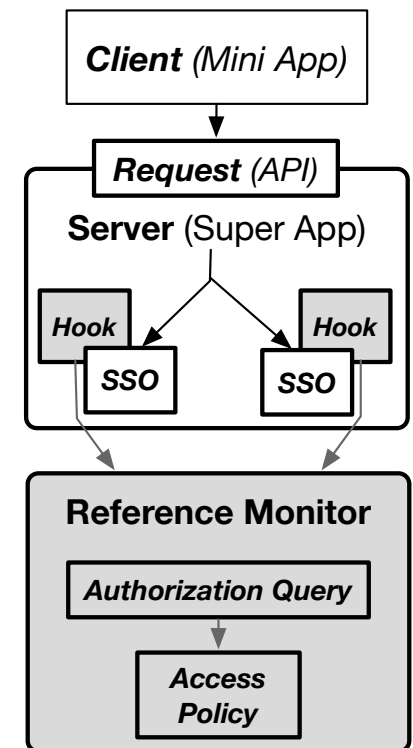 Client (Mini App)
Request (API)
Server (Super App)
Hook
Hook
SSO
SSO
Reference Monitor
Authorization Query
Access
Policy